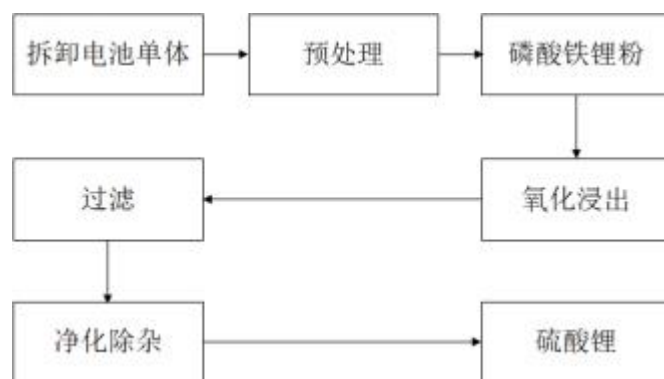 拆卸电池单体
预处理
磷酸铁锂粉
氧化浸出
过滤
净化除杂
硫酸锂